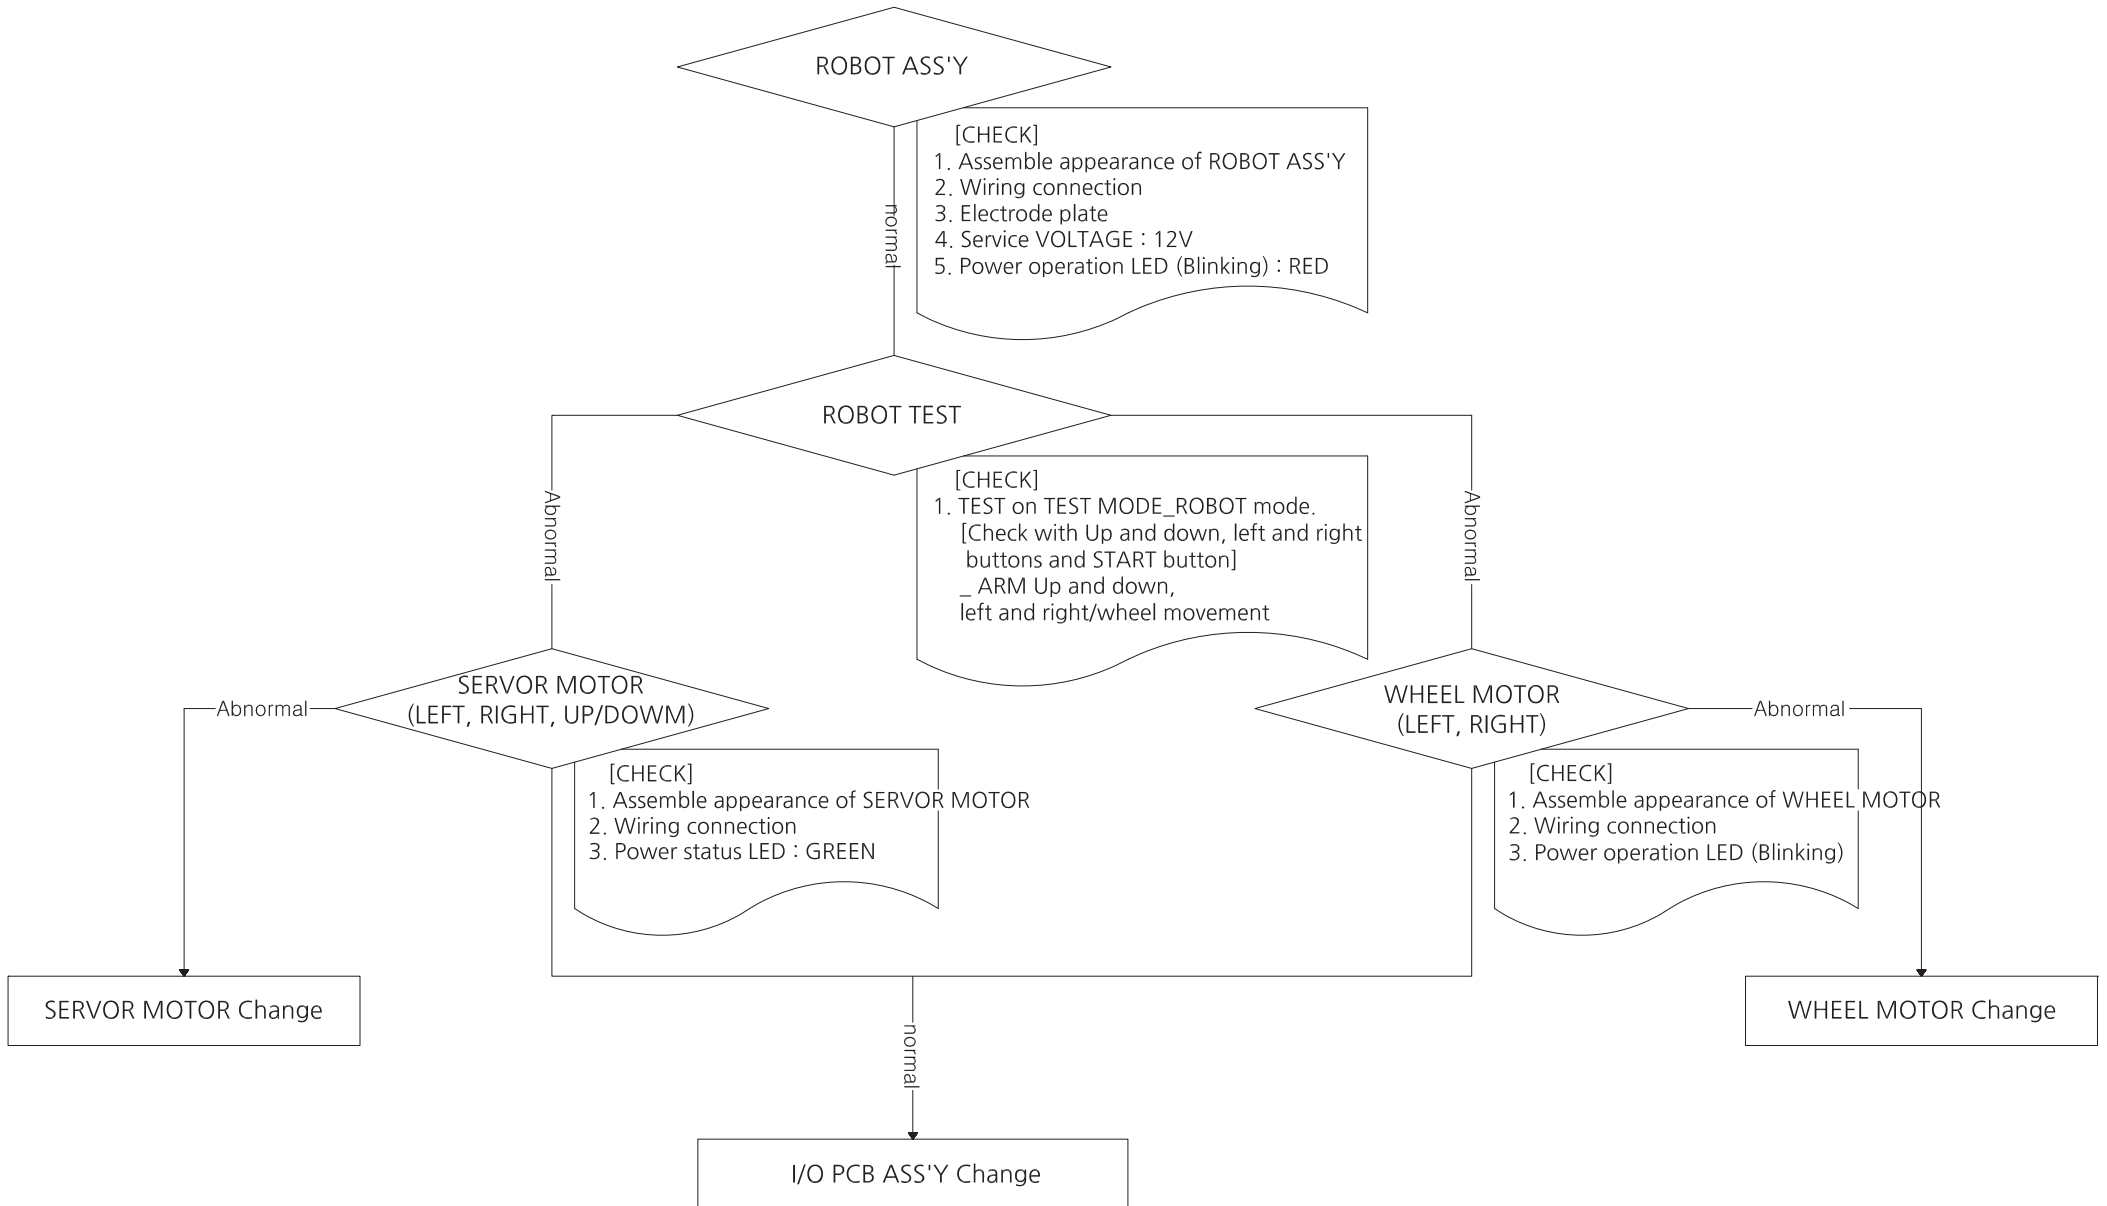 ROBOT ASS'Y
[CHECK]
1. Assemble appearance of ROBOT ASS'Y
2. Wiring connection
3. Electrode plate
4. Service VOLTAGE : 12V
5. Power operation LED (Blinking) : RED
normal
ROBOT TEST
[CHECK]
1. TEST on TEST MODE_ROBOT mode.
[Check with Up and down, left and right
buttons and START button]
_ ARM Up and down,
left and right/wheel movement
Abnormal
Abnormal
SERVOR MOTOR
(LEFT, RIGHT, UP/DOWM)
Abnormal
[CHECK]
1. Assemble appearance of SERVOR MOTOR
2. Wiring connection
3. Power status LED : GREEN
WHEEL MOTOR
(LEFT, RIGHT)
Abnormal
[CHECK]
1. Assemble appearance of WHEEL MOTOR
2. Wiring connection
3. Power operation LED (Blinking)
SERVOR MOTOR Change
WHEEL MOTOR Change
normal
I/O PCB ASS'Y Change